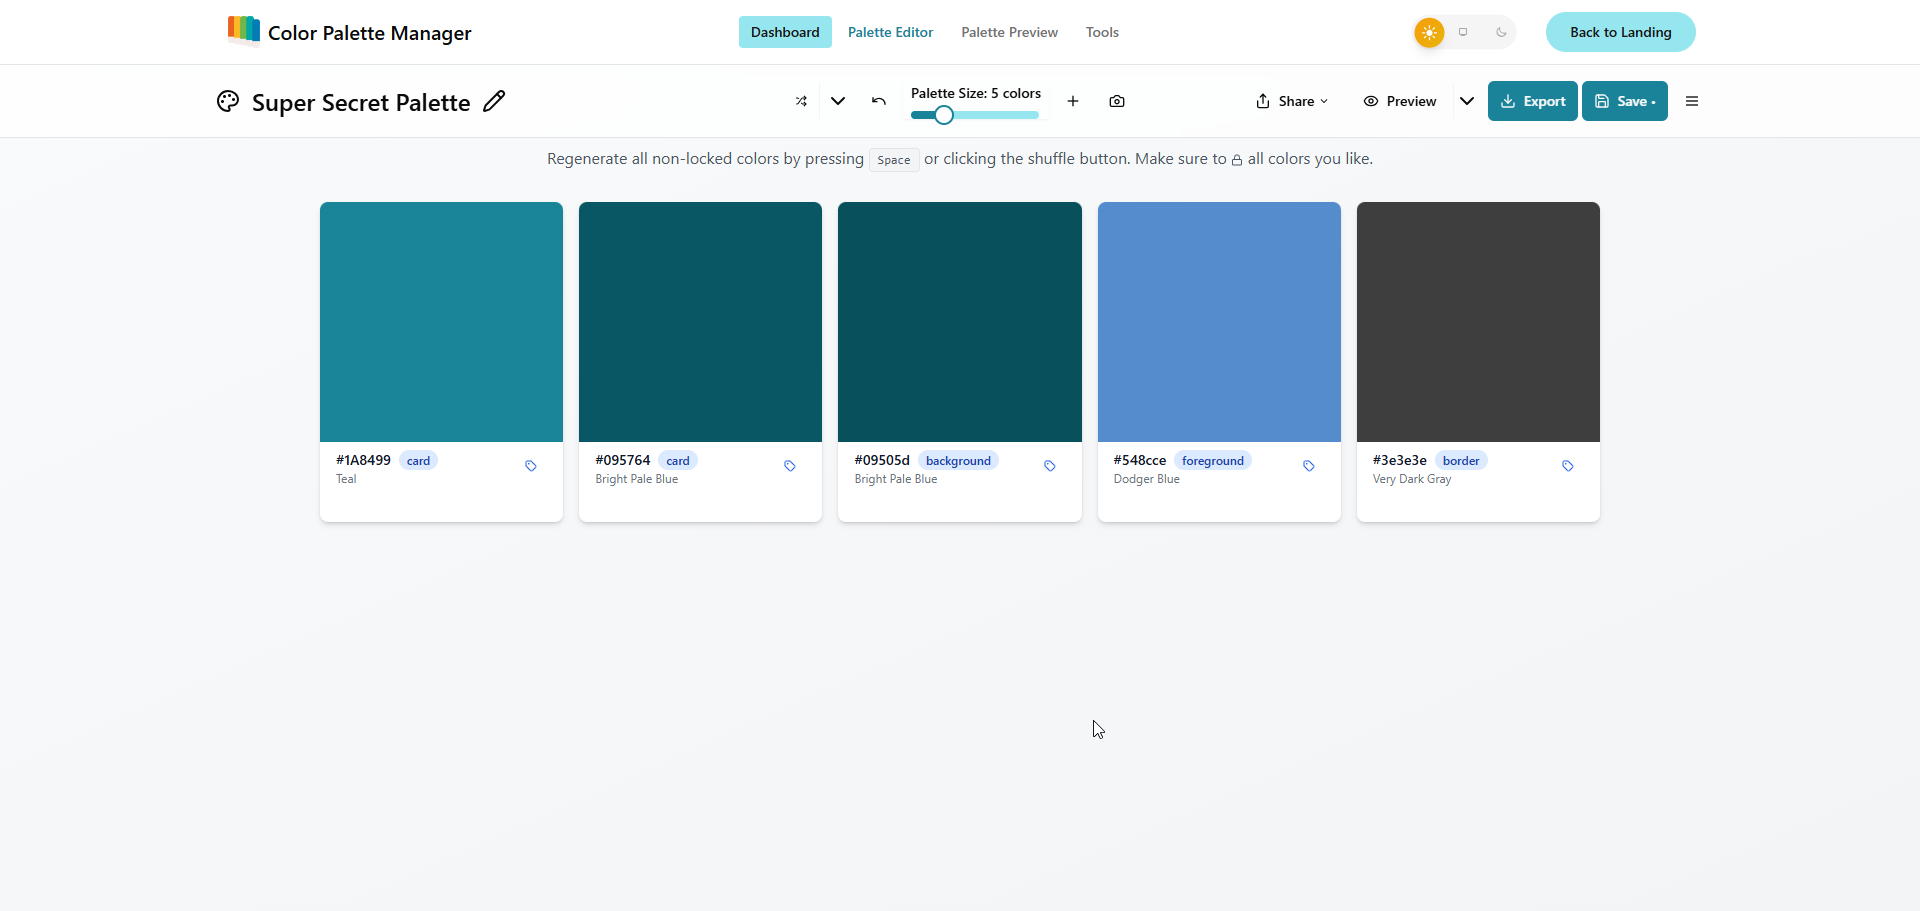 Color Palette Manager
Dashboard
Palette Editor
Palette Preview
Tools
Back to Landing
Super Secret Palette
Palette Size: 5 colors
Share
Preview
Export
Save •
Regenerate all non-locked colors by pressing Space or clicking the shuffle button. Make sure to all colors you like.
#1A8499 card
Teal
#095764 card
Bright Pale Blue
#09505d background
Bright Pale Blue
#548cce foreground
Dodger Blue
#3e3e3e border
Very Dark Gray